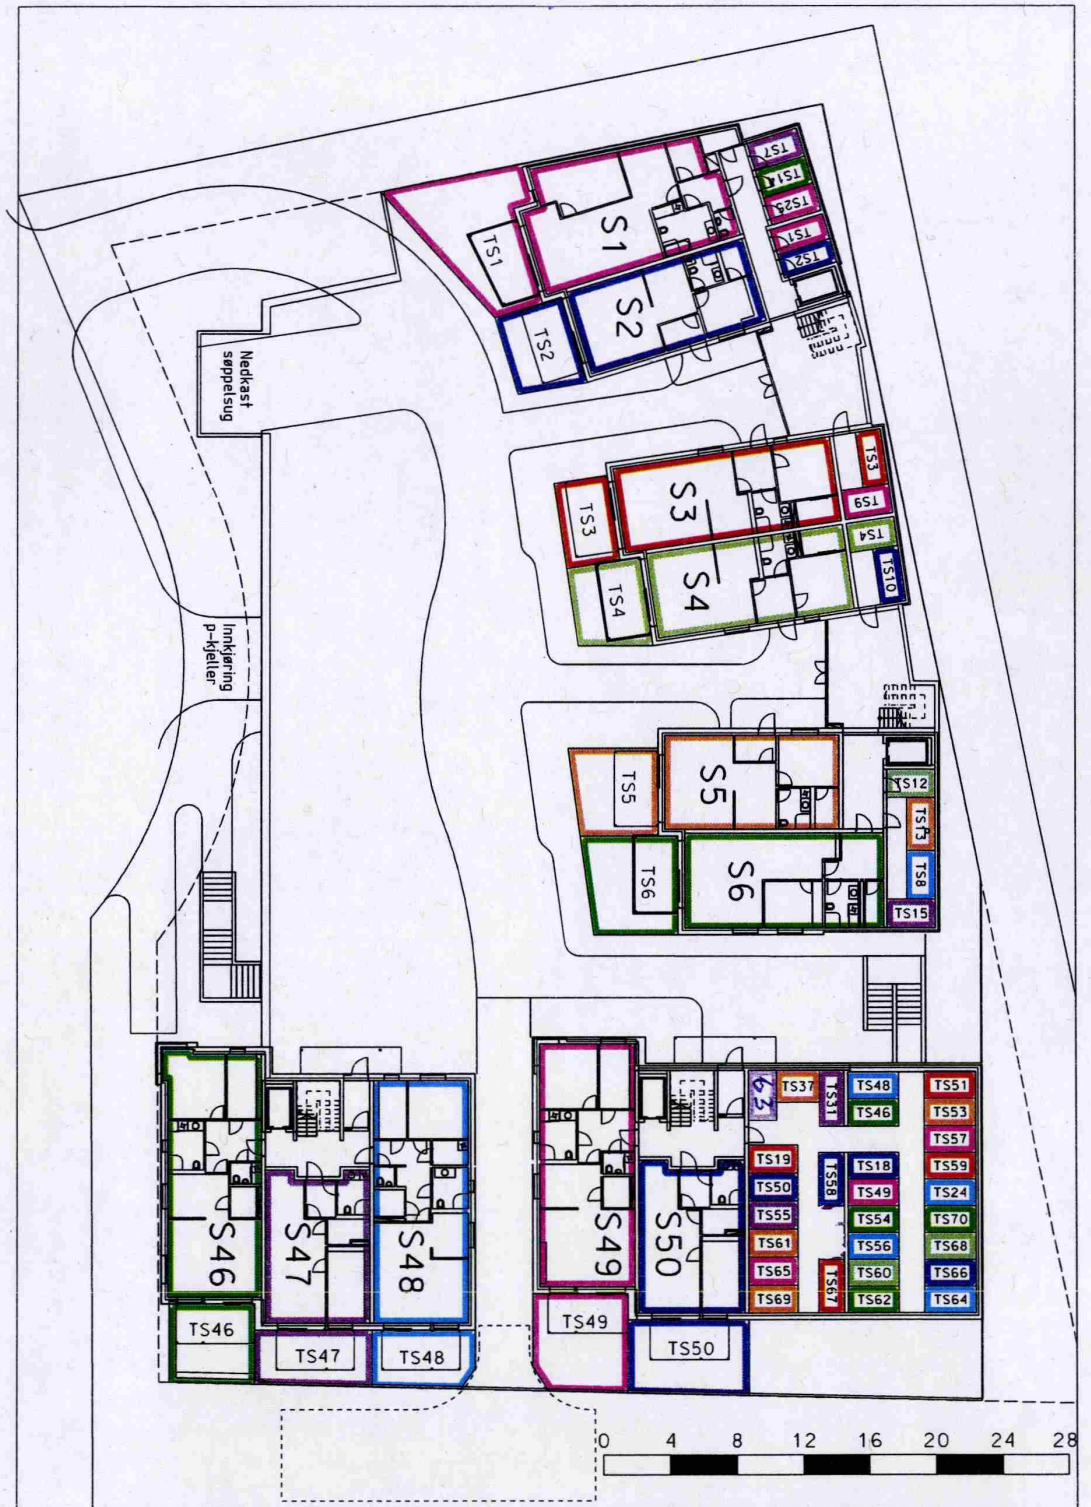 TS7
TS14
TS25
TS1
TS2
S1
TS1
S2
TS2
Nedkast
søppelsug
TS3
TS9
S3
TS3
TS4
TS10
S4
TS4
Innkjøring
p-kjeller
S5
TS5
TS12
TS13
TS8
TS15
S6
TS6
63
TS37
TS31
TS48
TS51
TS46
TS53
TS57
TS19
TS58
TS18
TS59
TS50
TS49
TS24
TS55
TS54
TS70
TS61
TS56
TS68
TS65
TS67
TS60
TS66
TS69
TS62
TS64
S46
S47
S48
S49
S50
TS46
TS47
TS48
TS49
TS50
0 4 8 12 16 20 24 28